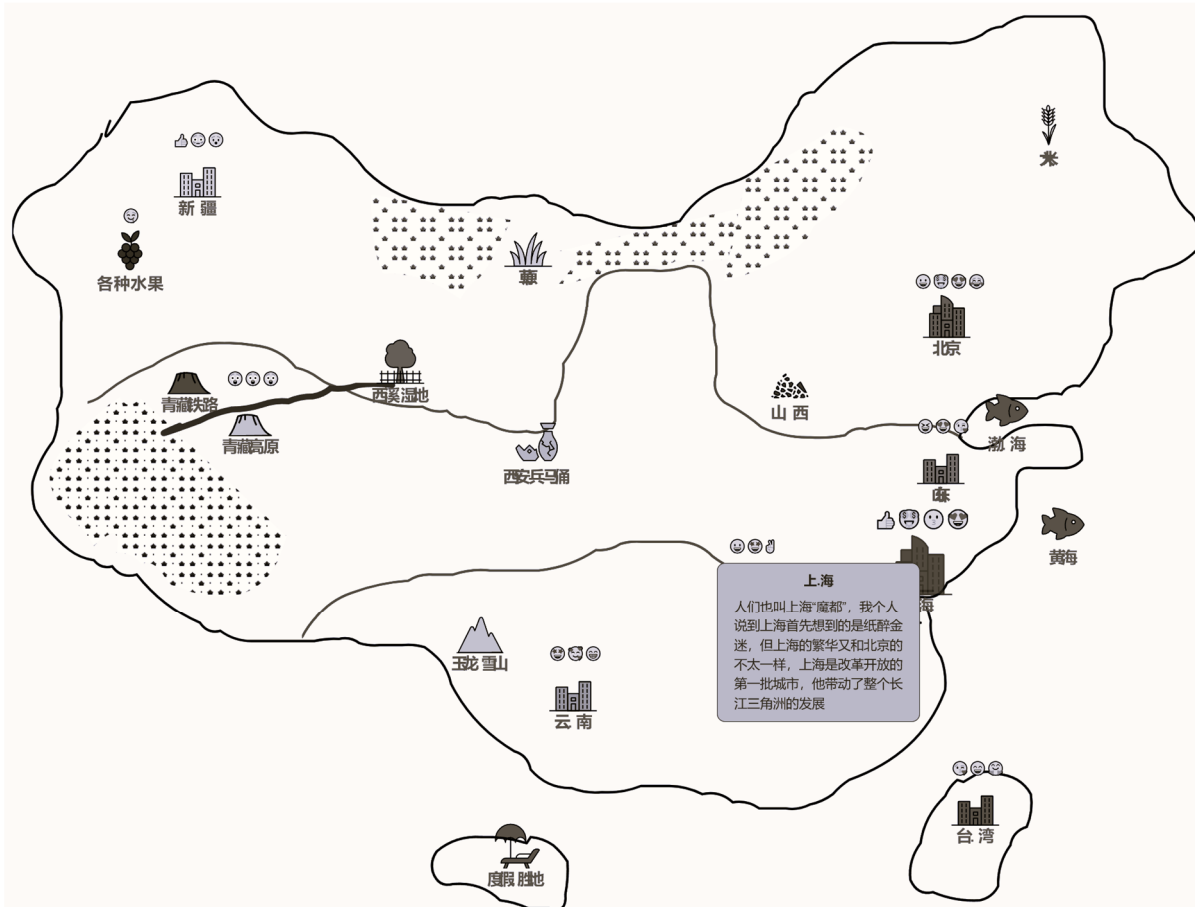 大米
新疆
各种水果
草原
北京
青藏铁路
西溪湿地
山西
渤海
青藏高原
西安兵马俑
山东
黄海
上海
人们也叫上海“魔都”，我个人
说到上海首先想到的是纸醉金
迷，但上海的繁华又和北京的
不太一样，上海是改革开放的
第一批城市，他带动了整个长
江三角洲的发展
海
玉龙雪山
云南
台湾
度假胜地